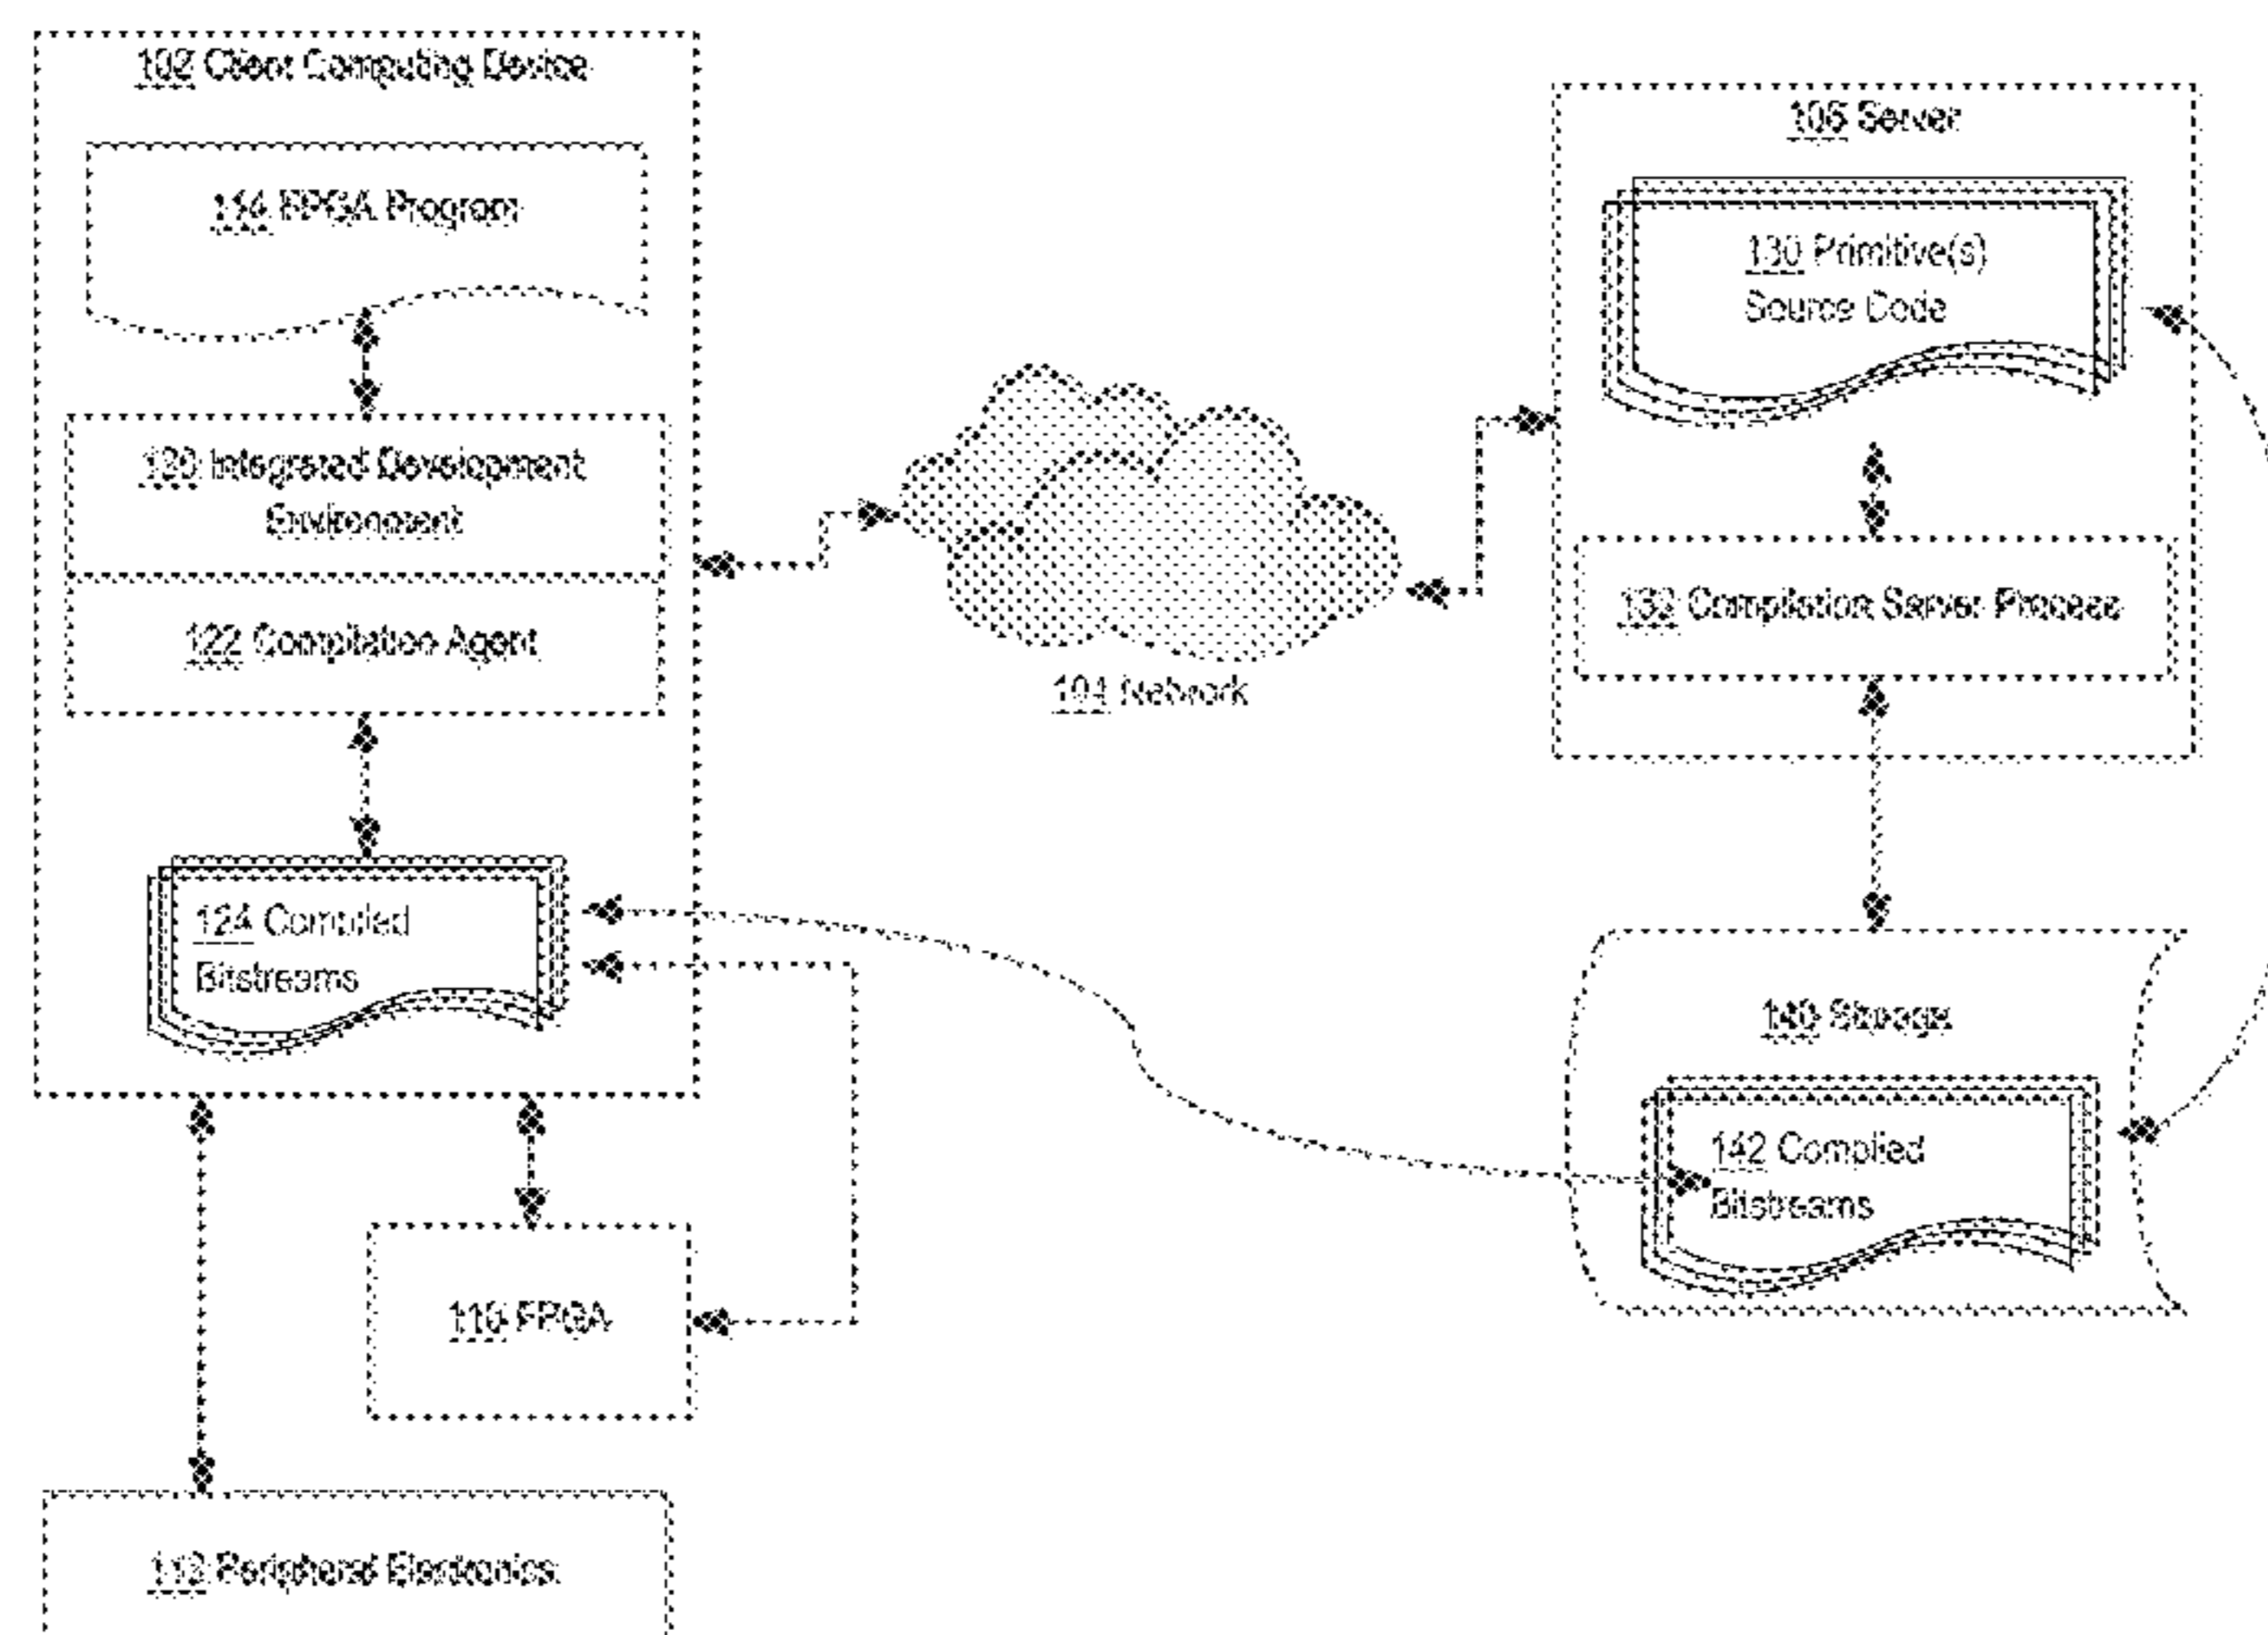 102 Client Computing Device
114 FPGA Program
120 Integrated Development
Environment
122 Compilation Agent
124 Compiled
Bitstreams
110 FPGA
112 Peripheral Electronics
104 Network
106 Server
130 Primitive(s)
Source Code
132 Compilation Server Process
140 Storage
142 Compiled
Bitstreams